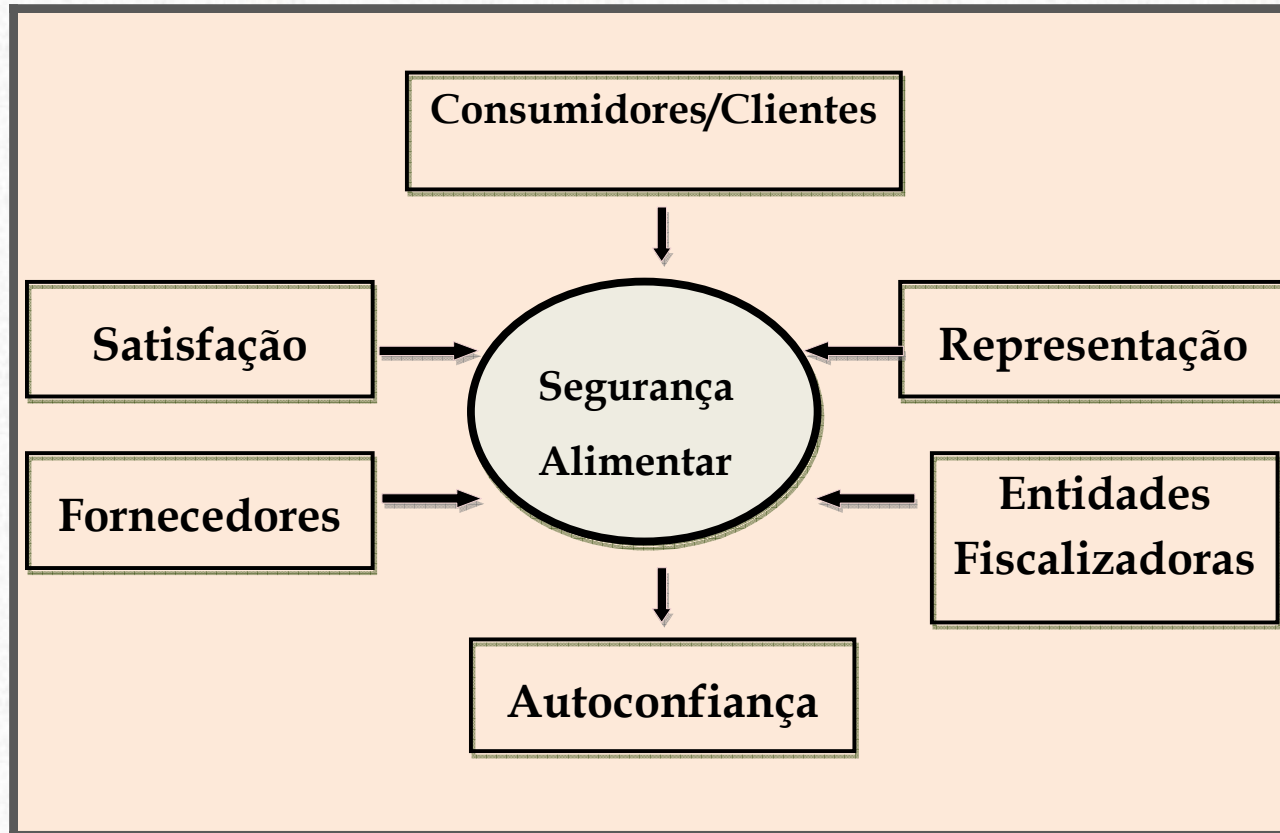 Consumidores/Clientes
Satisfação
Representação
Segurança
Alimentar
Fornecedores
Entidades
Fiscalizadoras
Autoconfiança